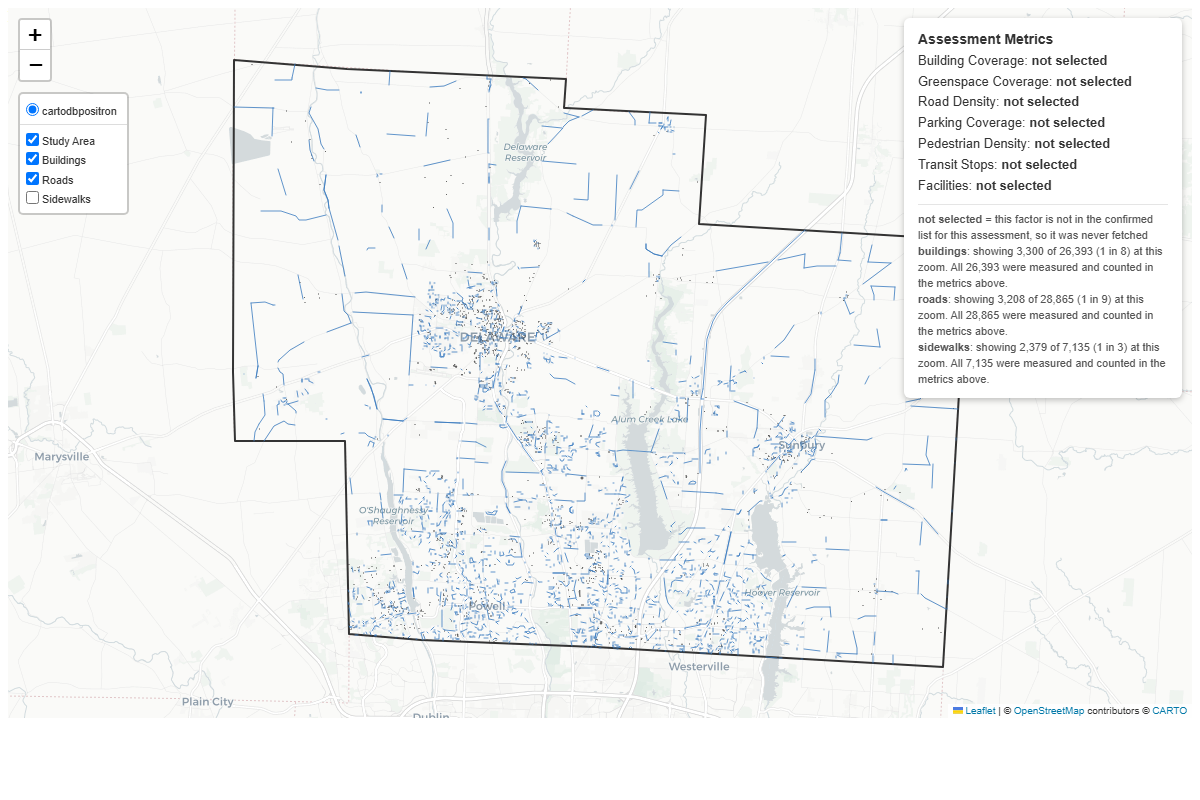 +
−
cartodbpositron
Study Area
Buildings
Roads
Sidewalks
Assessment Metrics
Building Coverage: not selected
Greenspace Coverage: not selected
Road Density: not selected
Parking Coverage: not selected
Pedestrian Density: not selected
Transit Stops: not selected
Facilities: not selected
not selected = this factor is not in the confirmed
list for this assessment, so it was never fetched
buildings: showing 3,300 of 26,393 (1 in 8) at this
zoom. All 26,393 were measured and counted in
the metrics above.
roads: showing 3,208 of 28,865 (1 in 9) at this
zoom. All 28,865 were measured and counted in
the metrics above.
sidewalks: showing 2,379 of 7,135 (1 in 3) at this
zoom. All 7,135 were measured and counted in the
metrics above.
Delaware
Reservoir
DELAWARE
Alum Creek Lake
Sunbury
Marysville
O'Shaughnessy
Reservoir
Hoover Reservoir
Powell
Westerville
Plain City
Dublin
Leaflet | © OpenStreetMap contributors © CARTO